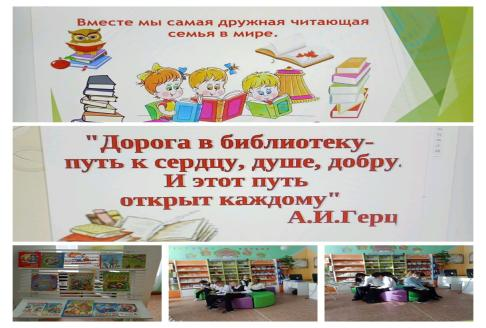 Вместе мы самая дружная читающая
семья в мире.
"Дорога в библиотеку-
путь к сердцу, душе, добру.
И этот путь
открыт каждому"
А.И.Герц